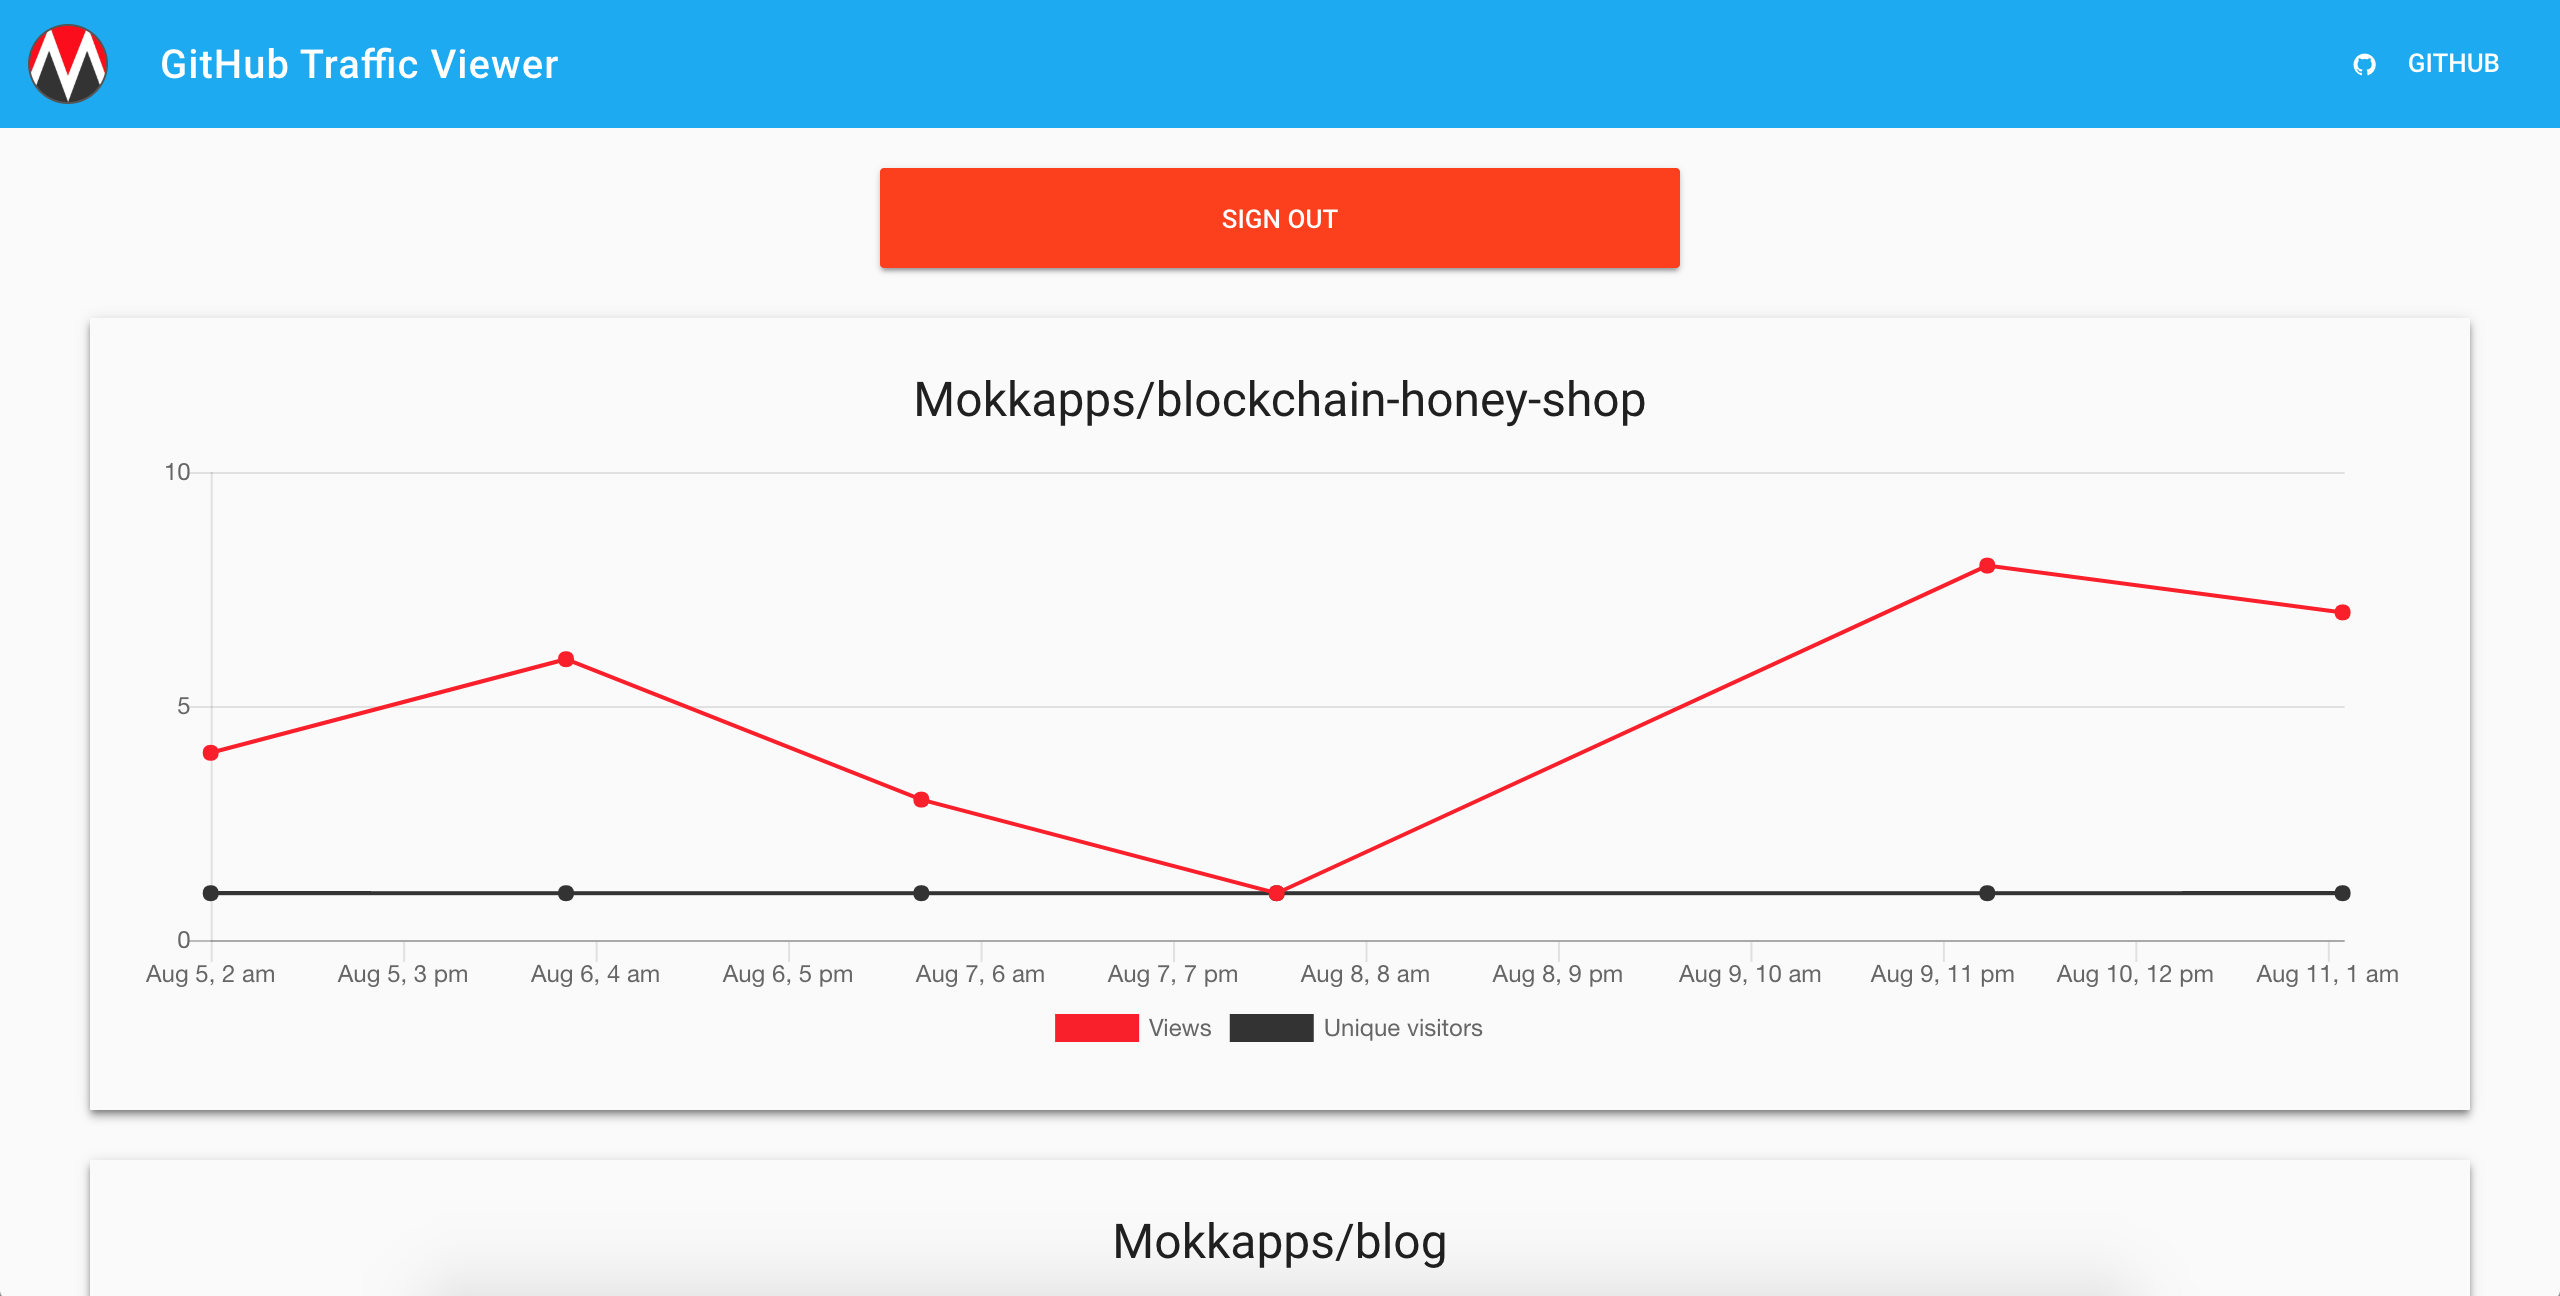 GitHub Traffic Viewer
GITHUB
SIGN OUT
Mokkapps/blockchain-honey-shop
10
5
0
Aug 5, 2 am Aug 5, 3 pm Aug 6, 4 am Aug 6, 5 pm Aug 7, 6 am Aug 7, 7 pm Aug 8, 8 am Aug 8, 9 pm Aug 9, 10 am Aug 9, 11 pm Aug 10, 12 pm Aug 11, 1 am
Views Unique visitors
Mokkapps/blog